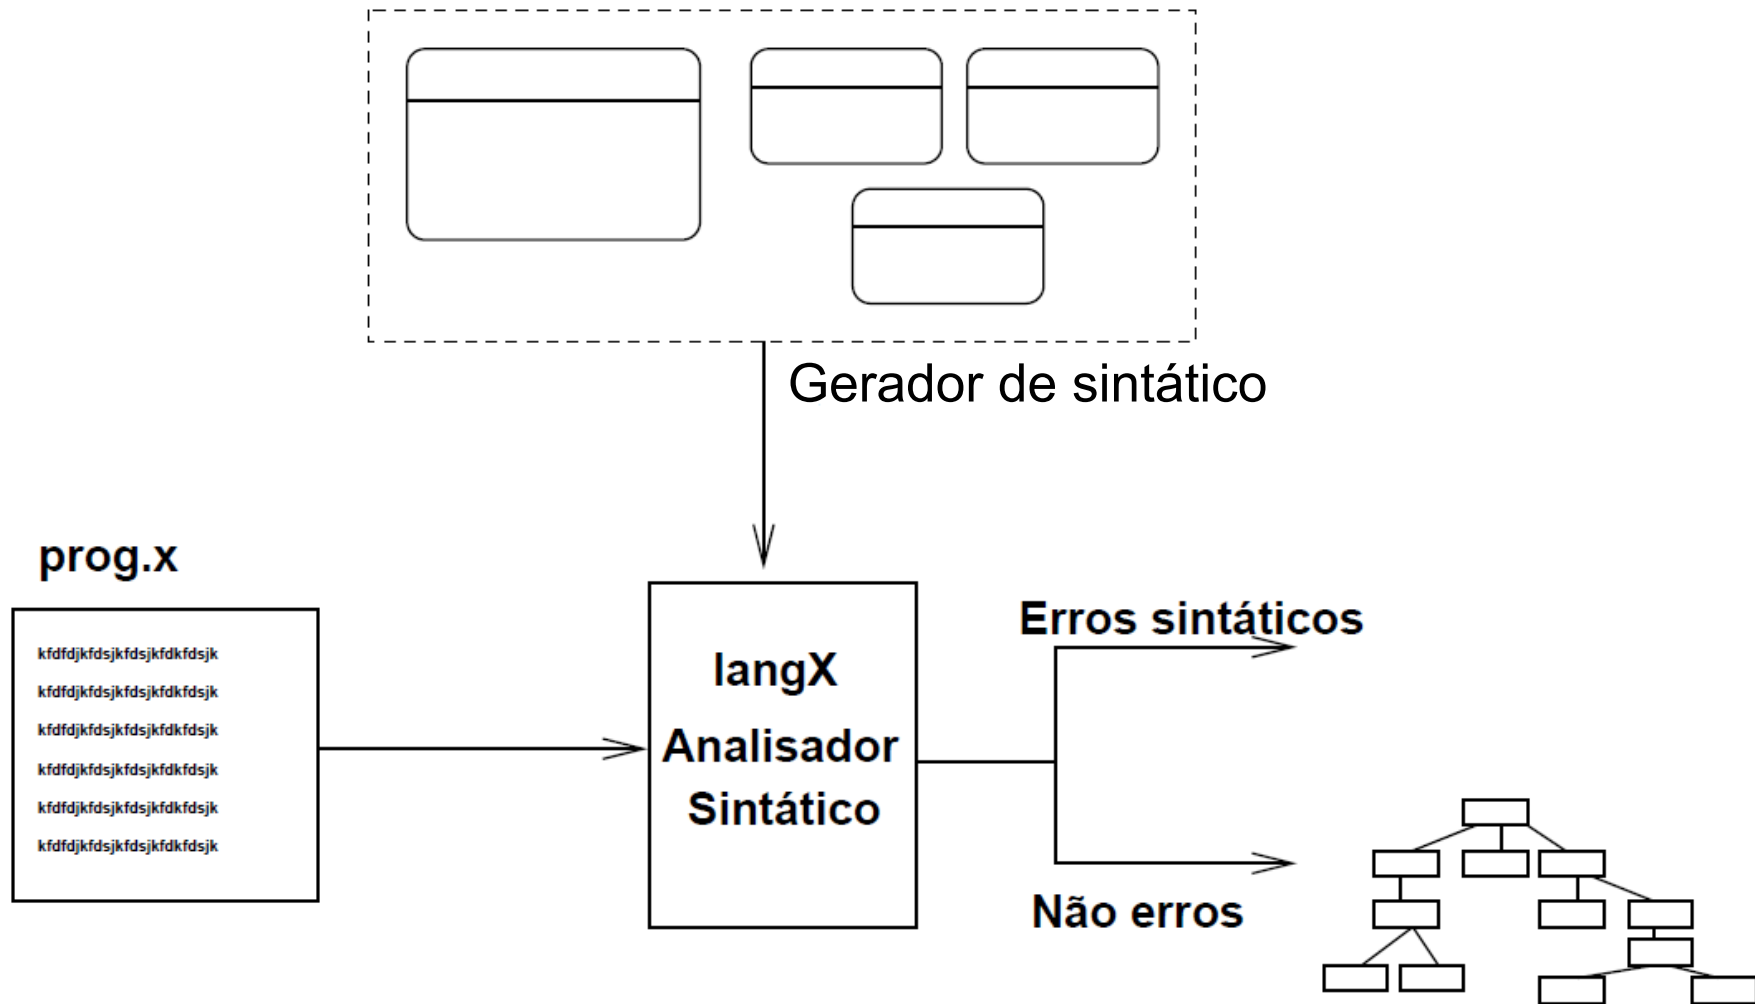 Gerador de sintático
prog.x
kfdfdjkfdsjkfdsjkfdkfdsjk
kfdfdjkfdsjkfdsjkfdkfdsjk
kfdfdjkfdsjkfdsjkfdkfdsjk
kfdfdjkfdsjkfdsjkfdkfdsjk
kfdfdjkfdsjkfdsjkfdkfdsjk
kfdfdjkfdsjkfdsjkfdkfdsjk
langX
Analisador
Sintático
Erros sintáticos
Não erros